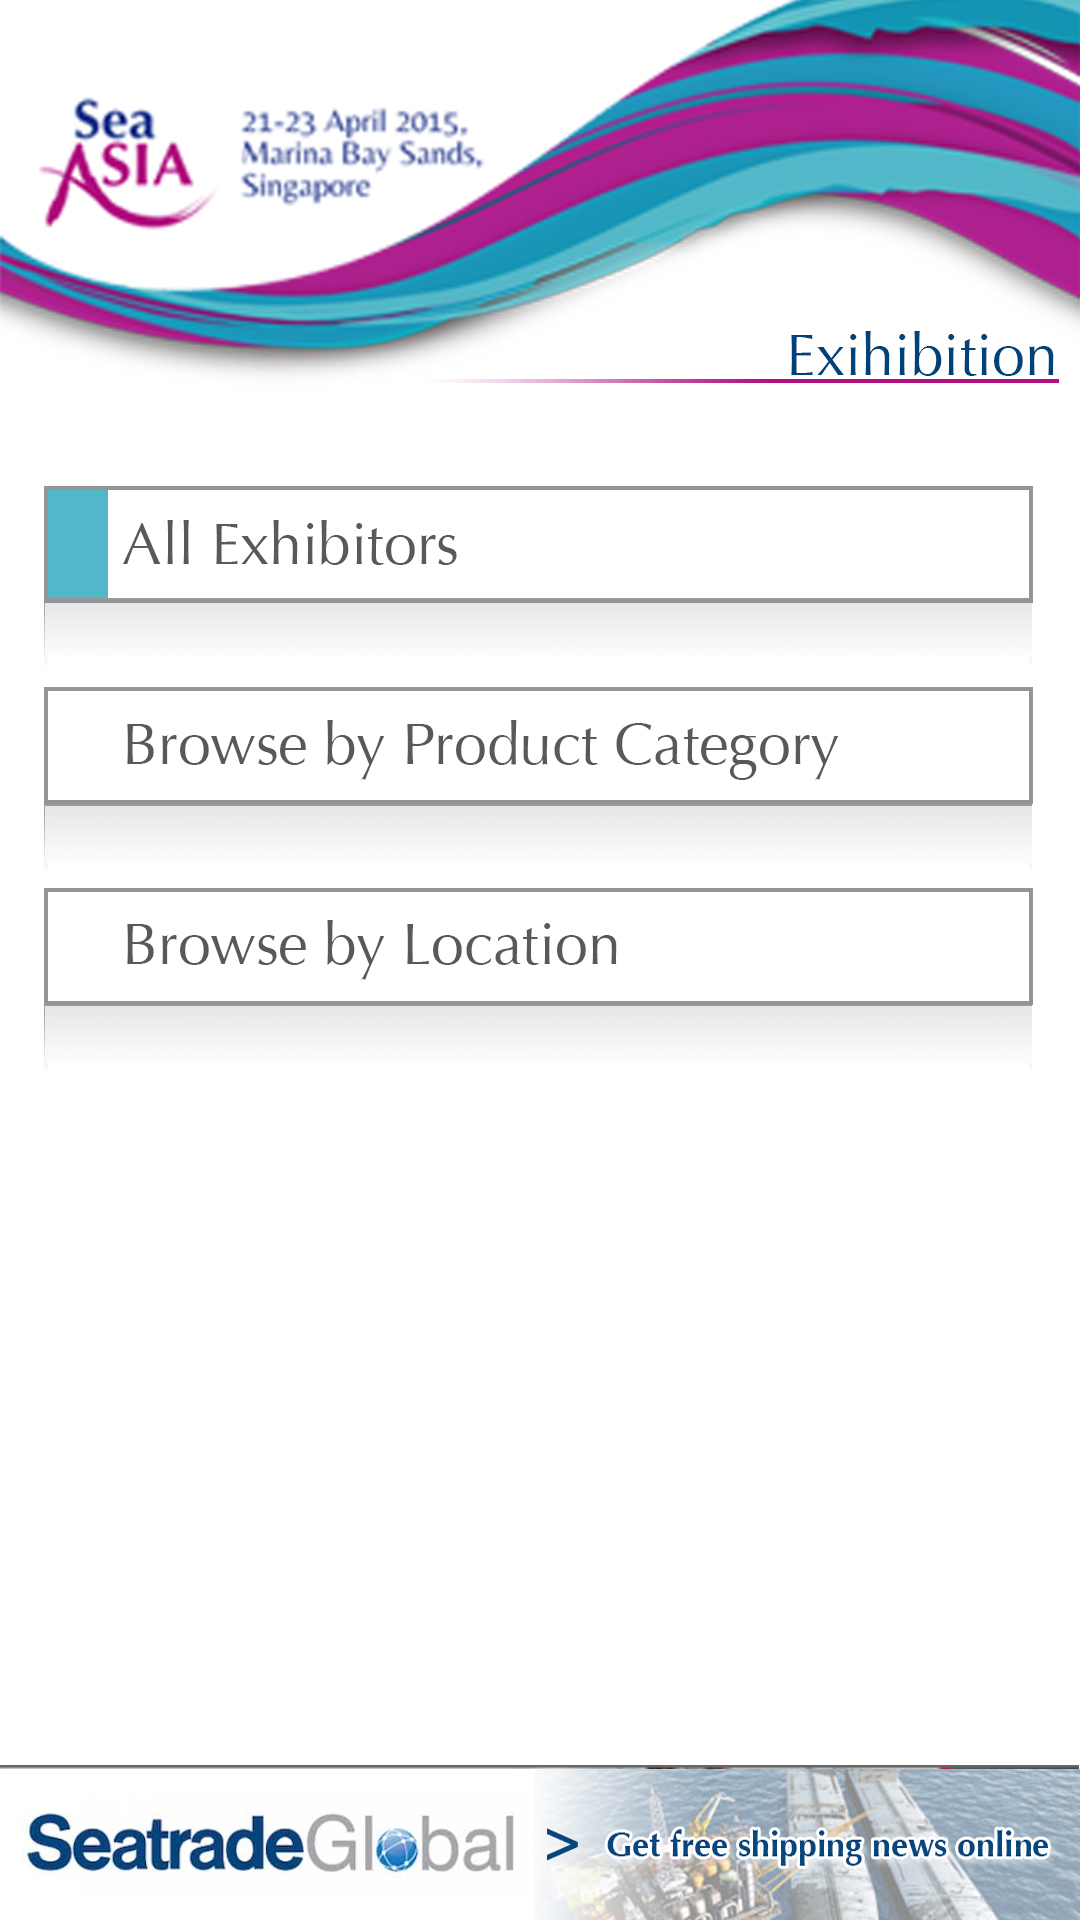 Sea
ASIA
21-23 April 2015,
Marina Bay Sands,
Singapore
Exihibition
All Exhibitors
Browse by Product Category
Browse by Location
SeatradeGlobal
> Get free shipping news online